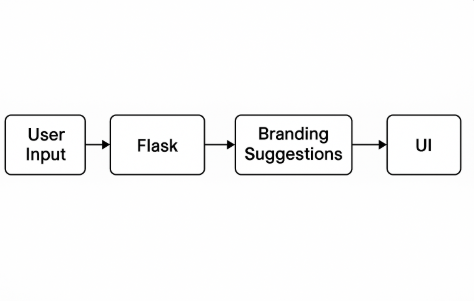 User
Input
Flask
Branding
Suggestions
UI